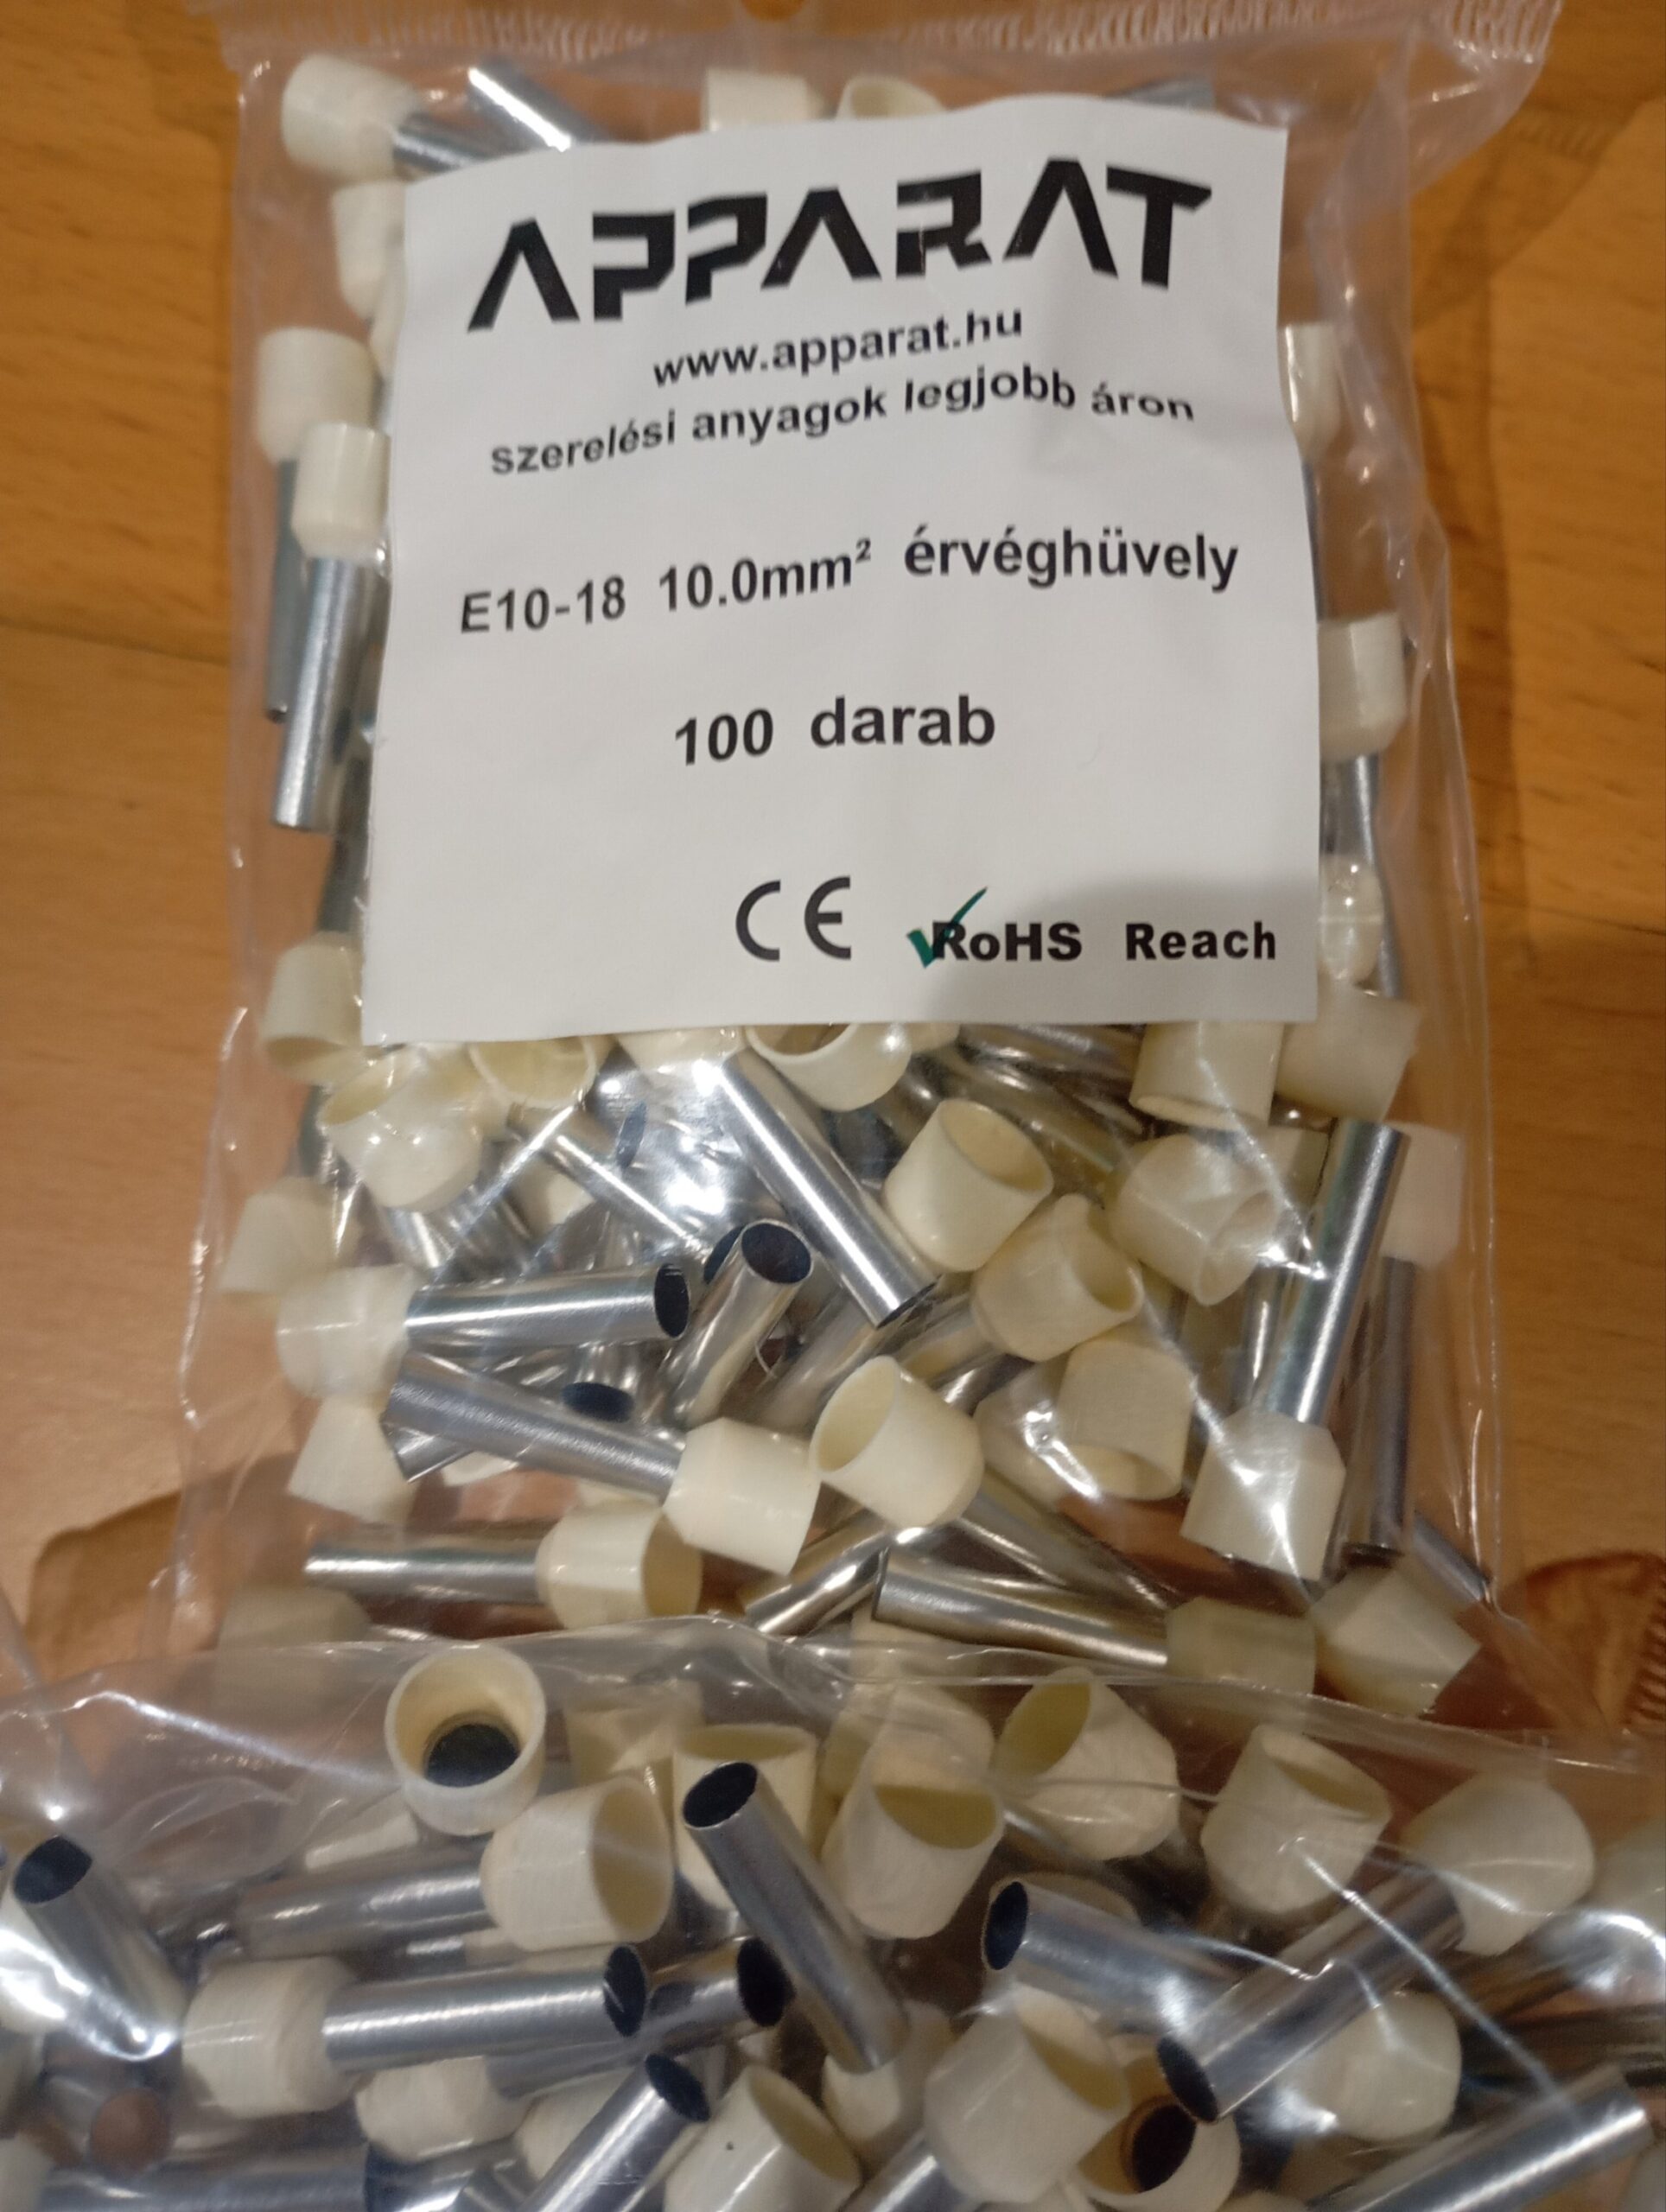 APPARAT
www.apparat.hu
szerelési anyagok legjobb áron
E10-18 10.0mm² érvéghüvely
100 darab
CE RoHS Reach